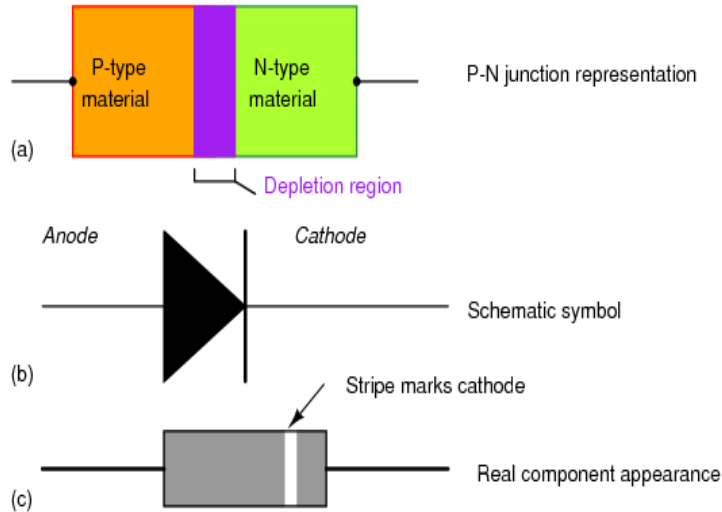 P-type
material
N-type
material
P-N junction representation
(a)
Depletion region
Anode
Cathode
Schematic symbol
(b)
Stripe marks cathode
Real component appearance
(c)